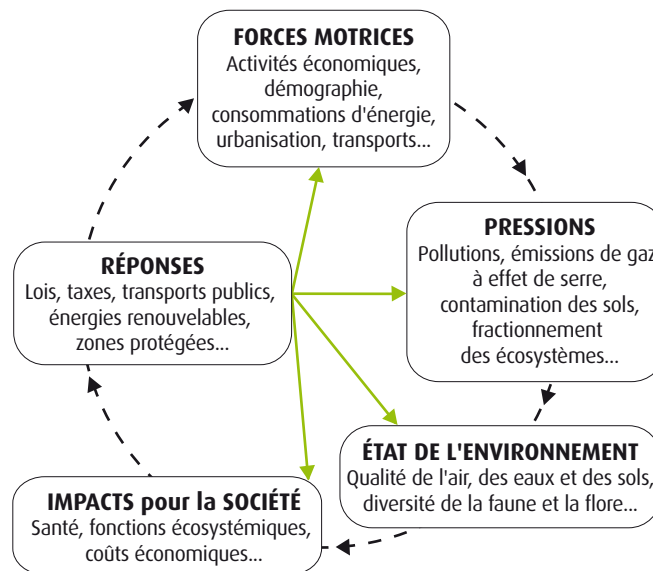 FORCES MOTRICES
Activités économiques,
démographie,
consommations d'énergie,
urbanisation, transports...
PRESSIONS
Pollutions, émissions de gaz
à effet de serre,
contamination des sols,
fractionnement
des écosystèmes...
RÉPONSES
Lois, taxes, transports publics,
énergies renouvelables,
zones protégées...
ÉTAT DE L'ENVIRONNEMENT
Qualité de l'air, des eaux et des sols,
diversité de la faune et la flore...
IMPACTS pour la SOCIÉTÉ
Santé, fonctions écosystémiques,
coûts économiques...